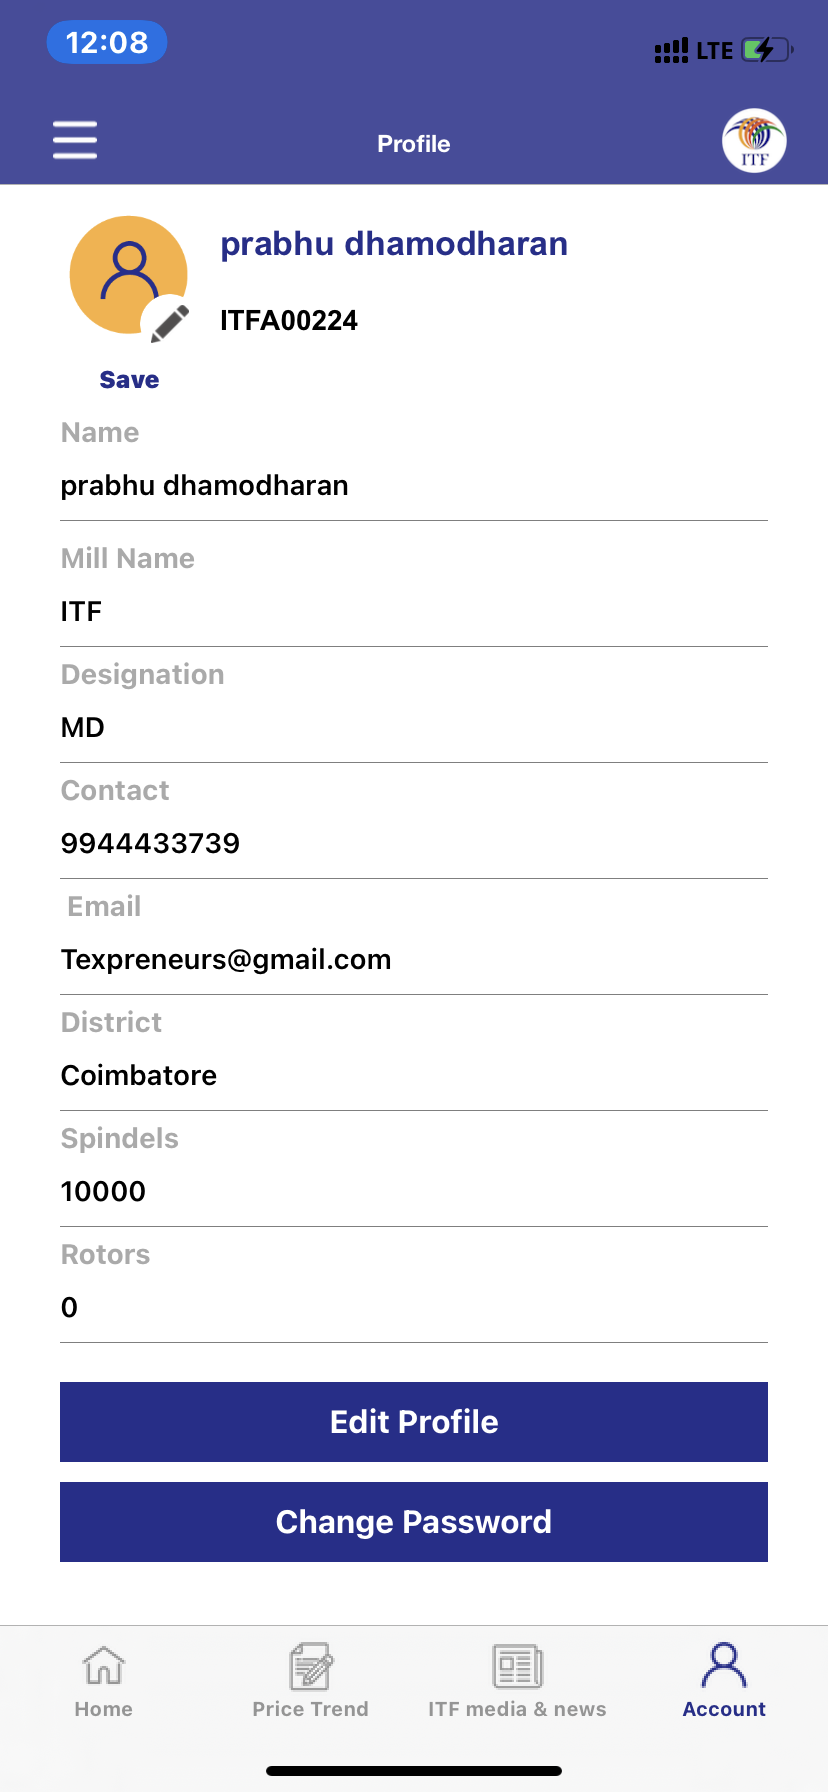 12:08
LTE
Profile
ITF
prabhu dhamodharan
ITFA00224
Save
Name
prabhu dhamodharan
Mill Name
ITF
Designation
MD
Contact
9944433739
Email
Texpreneurs@gmail.com
District
Coimbatore
Spindels
10000
Rotors
0
Edit Profile
Change Password
Home
Price Trend
ITF media & news
Account